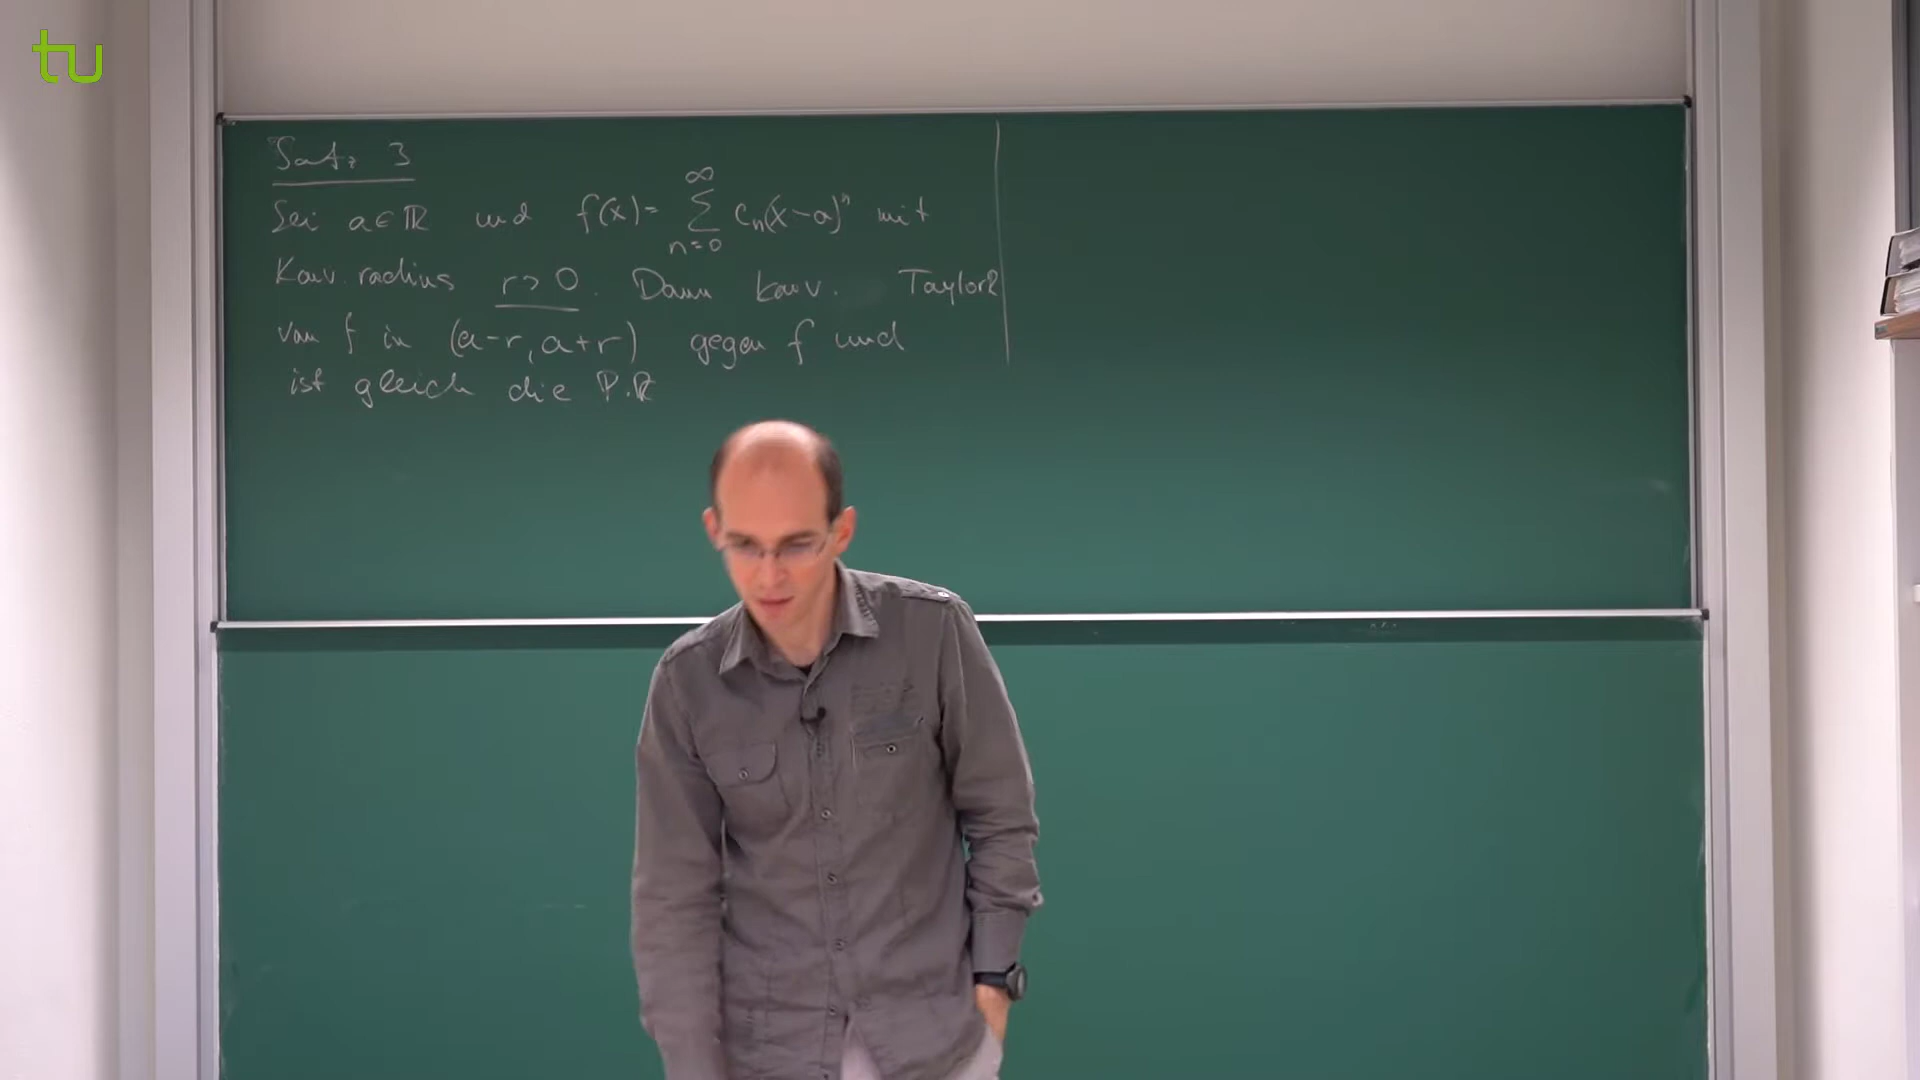 tu
Satz 3
Sei a ∈ ℝ und f(x) = ∑_{n=0}^{∞} c_n(x-a)^n mit
Konv. radius r > 0. Dann konv. TaylorR
von f in (a-r, a+r) gegen f und
ist gleich die P.R